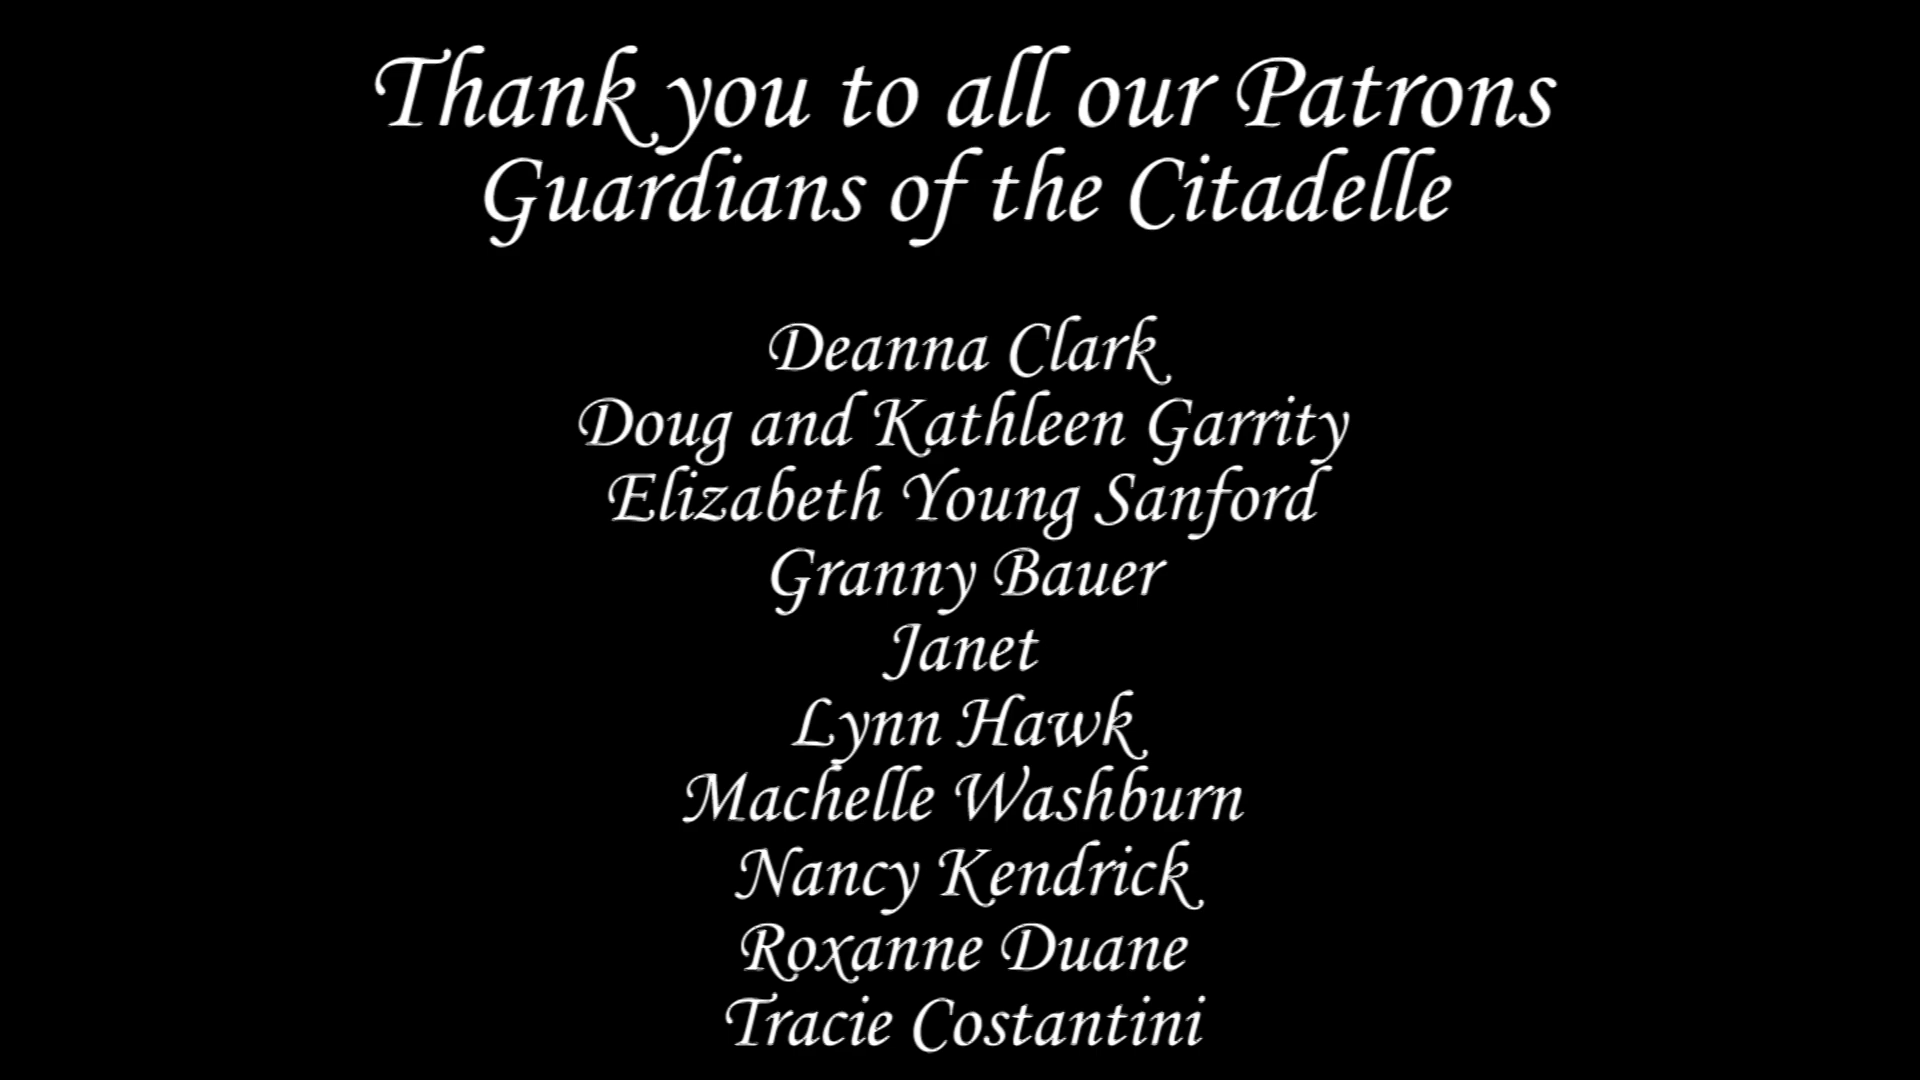 Thank you to all our Patrons
Guardians of the Citadelle
Deanna Clark
Doug and Kathleen Garrity
Elizabeth Young Sanford
Granny Bauer
Janet
Lynn Hawk
Machelle Washburn
Nancy Kendrick
Roxanne Duane
Tracie Costantini